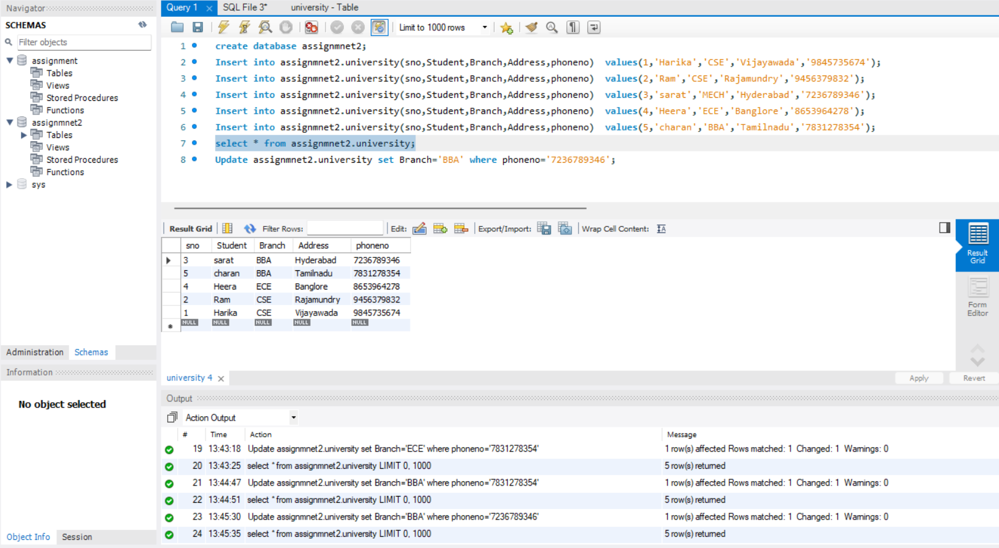 Navigator
SCHEMAS
Filter objects
assignment
Tables
Views
Stored Procedures
Functions
assignmnet2
Tables
Views
Stored Procedures
Functions
sys
Administration Schemas
Information
No object selected
Object Info Session
Query 1 SQL File 3* university - Table
Limit to 1000 rows
1 create database assignmnet2;
2 Insert into assignmnet2.university(sno,Student,Branch,Address,phoneno) values(1,'Harika','CSE','Vijayawada','9845735674');
3 Insert into assignmnet2.university(sno,Student,Branch,Address,phoneno) values(2,'Ram','CSE','Rajamundry','9456379832');
4 Insert into assignmnet2.university(sno,Student,Branch,Address,phoneno) values(3,'sarat','MECH','Hyderabad','7236789346');
5 Insert into assignmnet2.university(sno,Student,Branch,Address,phoneno) values(4,'Heera','ECE','Banglore','8653964278');
6 Insert into assignmnet2.university(sno,Student,Branch,Address,phoneno) values(5,'charan','BBA','Tamilnadu','7831278354');
7 select * from assignmnet2.university;
8 Update assignmnet2.university set Branch='BBA' where phoneno='7236789346';
Result Grid Filter Rows: Edit: Export/Import: Wrap Cell Content:
sno Student Branch Address phoneno
3 sarat BBA Hyderabad 7236789346
5 charan BBA Tamilnadu 7831278354
4 Heera ECE Banglore 8653964278
2 Ram CSE Rajamundry 9456379832
1 Harika CSE Vijayawada 9845735674
NULL NULL NULL NULL NULL
Result
Grid
Form
Editor
university 4 Apply Revert
Output
Action Output
# Time Action Message
19 13:43:18 Update assignmnet2.university set Branch='ECE' where phoneno='7831278354' 1 row(s) affected Rows matched: 1 Changed: 1 Warnings: 0
20 13:43:25 select * from assignmnet2.university LIMIT 0, 1000 5 row(s) returned
21 13:44:47 Update assignmnet2.university set Branch='BBA' where phoneno='7831278354' 1 row(s) affected Rows matched: 1 Changed: 1 Warnings: 0
22 13:44:51 select * from assignmnet2.university LIMIT 0, 1000 5 row(s) returned
23 13:45:30 Update assignmnet2.university set Branch='BBA' where phoneno='7236789346' 1 row(s) affected Rows matched: 1 Changed: 1 Warnings: 0
24 13:45:35 select * from assignmnet2.university LIMIT 0, 1000 5 row(s) returned